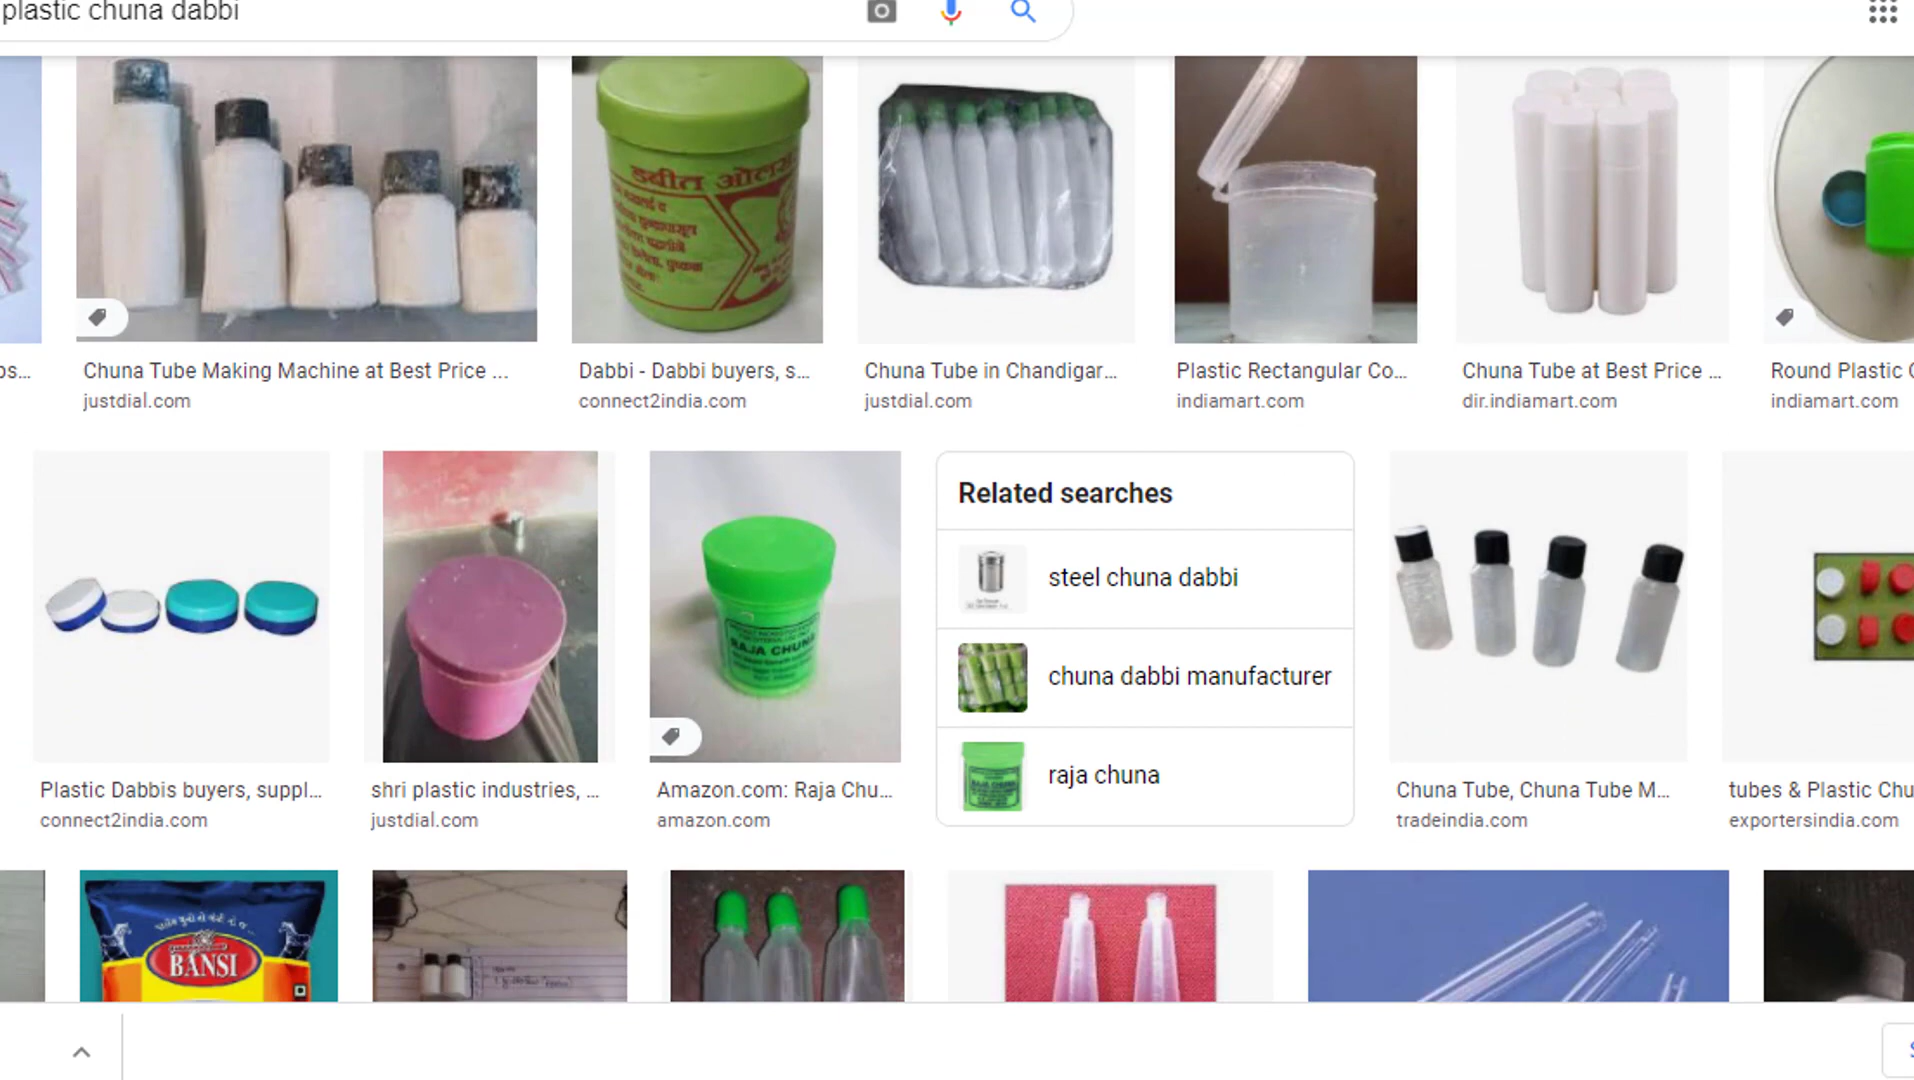 plastic chuna dabbi
डबीत ओलस
os...
Chuna Tube Making Machine at Best Price ...
justdial.com
Dabbi - Dabbi buyers, s...
connect2india.com
Chuna Tube in Chandigar...
justdial.com
Plastic Rectangular Co...
indiamart.com
Chuna Tube at Best Price ...
dir.indiamart.com
Round Plastic
indiamart.com
RAJA CHUNA
Related searches
steel chuna dabbi
chuna dabbi manufacturer
raja chuna
Plastic Dabbis buyers, suppl...
connect2india.com
shri plastic industries, ...
justdial.com
Amazon.com: Raja Chu...
amazon.com
Chuna Tube, Chuna Tube M...
tradeindia.com
tubes & Plastic Chu
exportersindia.com
BANSI